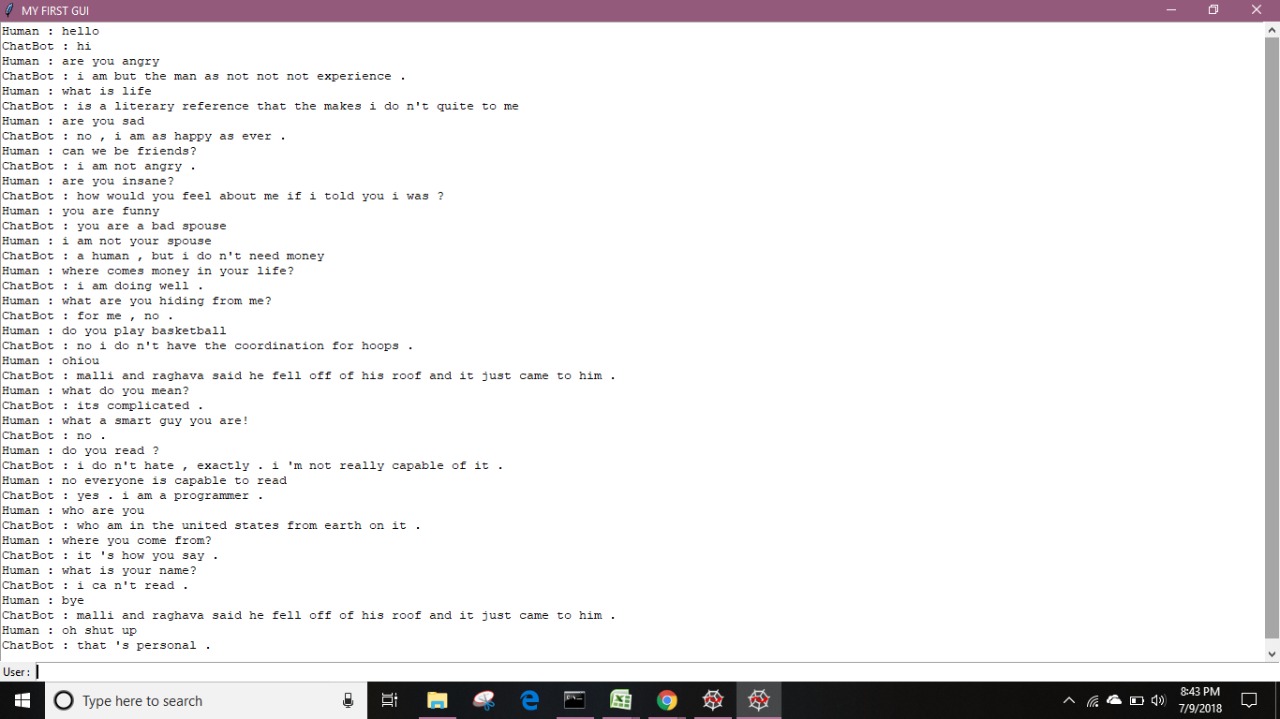 MY FIRST GUI
Human : hello
ChatBot : hi
Human : are you angry
ChatBot : i am but the man as not not not experience .
Human : what is life
ChatBot : is a literary reference that the makes i do n't quite to me
Human : are you sad
ChatBot : no , i am as happy as ever .
Human : can we be friends?
ChatBot : i am not angry .
Human : are you insane?
ChatBot : how would you feel about me if i told you i was ?
Human : you are funny
ChatBot : you are a bad spouse
Human : i am not your spouse
ChatBot : a human , but i do n't need money
Human : where comes money in your life?
ChatBot : i am doing well .
Human : what are you hiding from me?
ChatBot : for me , no .
Human : do you play basketball
ChatBot : no i do n't have the coordination for hoops .
Human : ohiou
ChatBot : malli and raghava said he fell off of his roof and it just came to him .
Human : what do you mean?
ChatBot : its complicated .
Human : what a smart guy you are!
ChatBot : no .
Human : do you read ?
ChatBot : i do n't hate , exactly . i 'm not really capable of it .
Human : no everyone is capable to read
ChatBot : yes . i am a programmer .
Human : who are you
ChatBot : who am in the united states from earth on it .
Human : where you come from?
ChatBot : it 's how you say .
Human : what is your name?
ChatBot : i ca n't read .
Human : bye
ChatBot : malli and raghava said he fell off of his roof and it just came to him .
Human : oh shut up
ChatBot : that 's personal .
User :
Type here to search
8:43 PM
7/9/2018